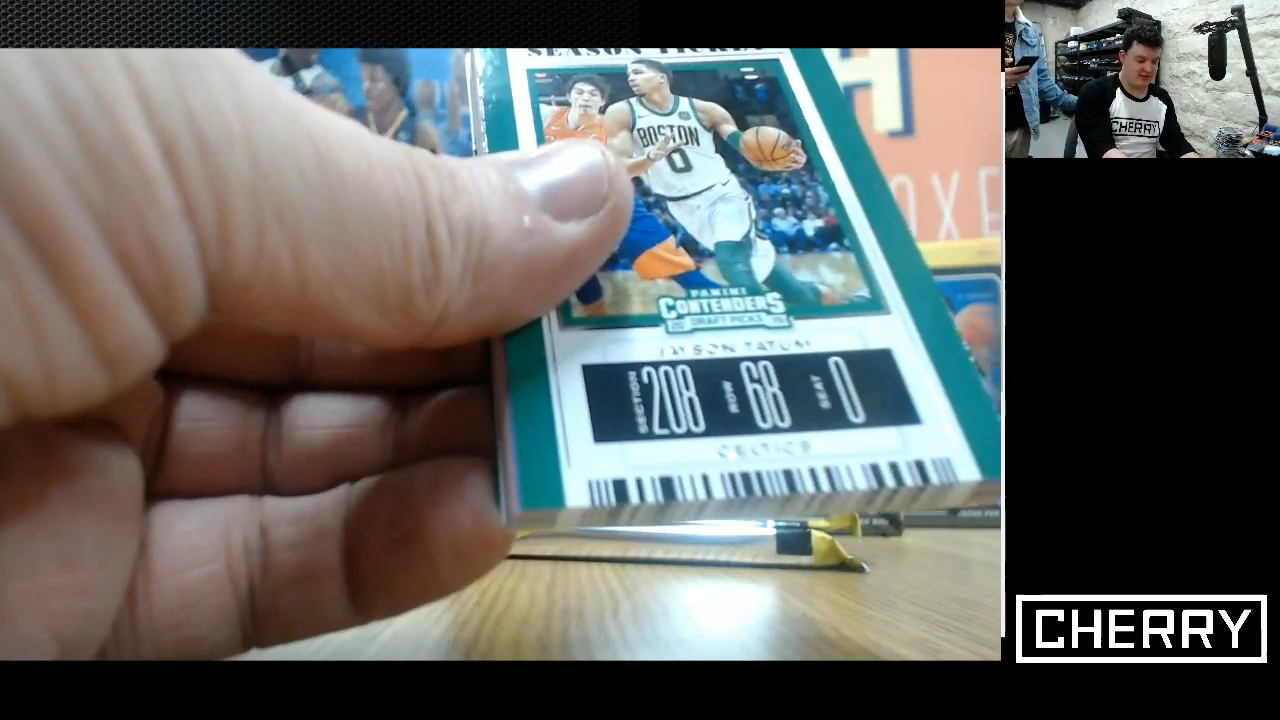 SEASON TICKET
BOSTON
0
PANINI
CONTENDERS
DRAFT PICKS
JAYSON TATUM
SECTION 208 ROW 68 SEAT 0
CELTICS
OXE
CHERRY
CHERRY